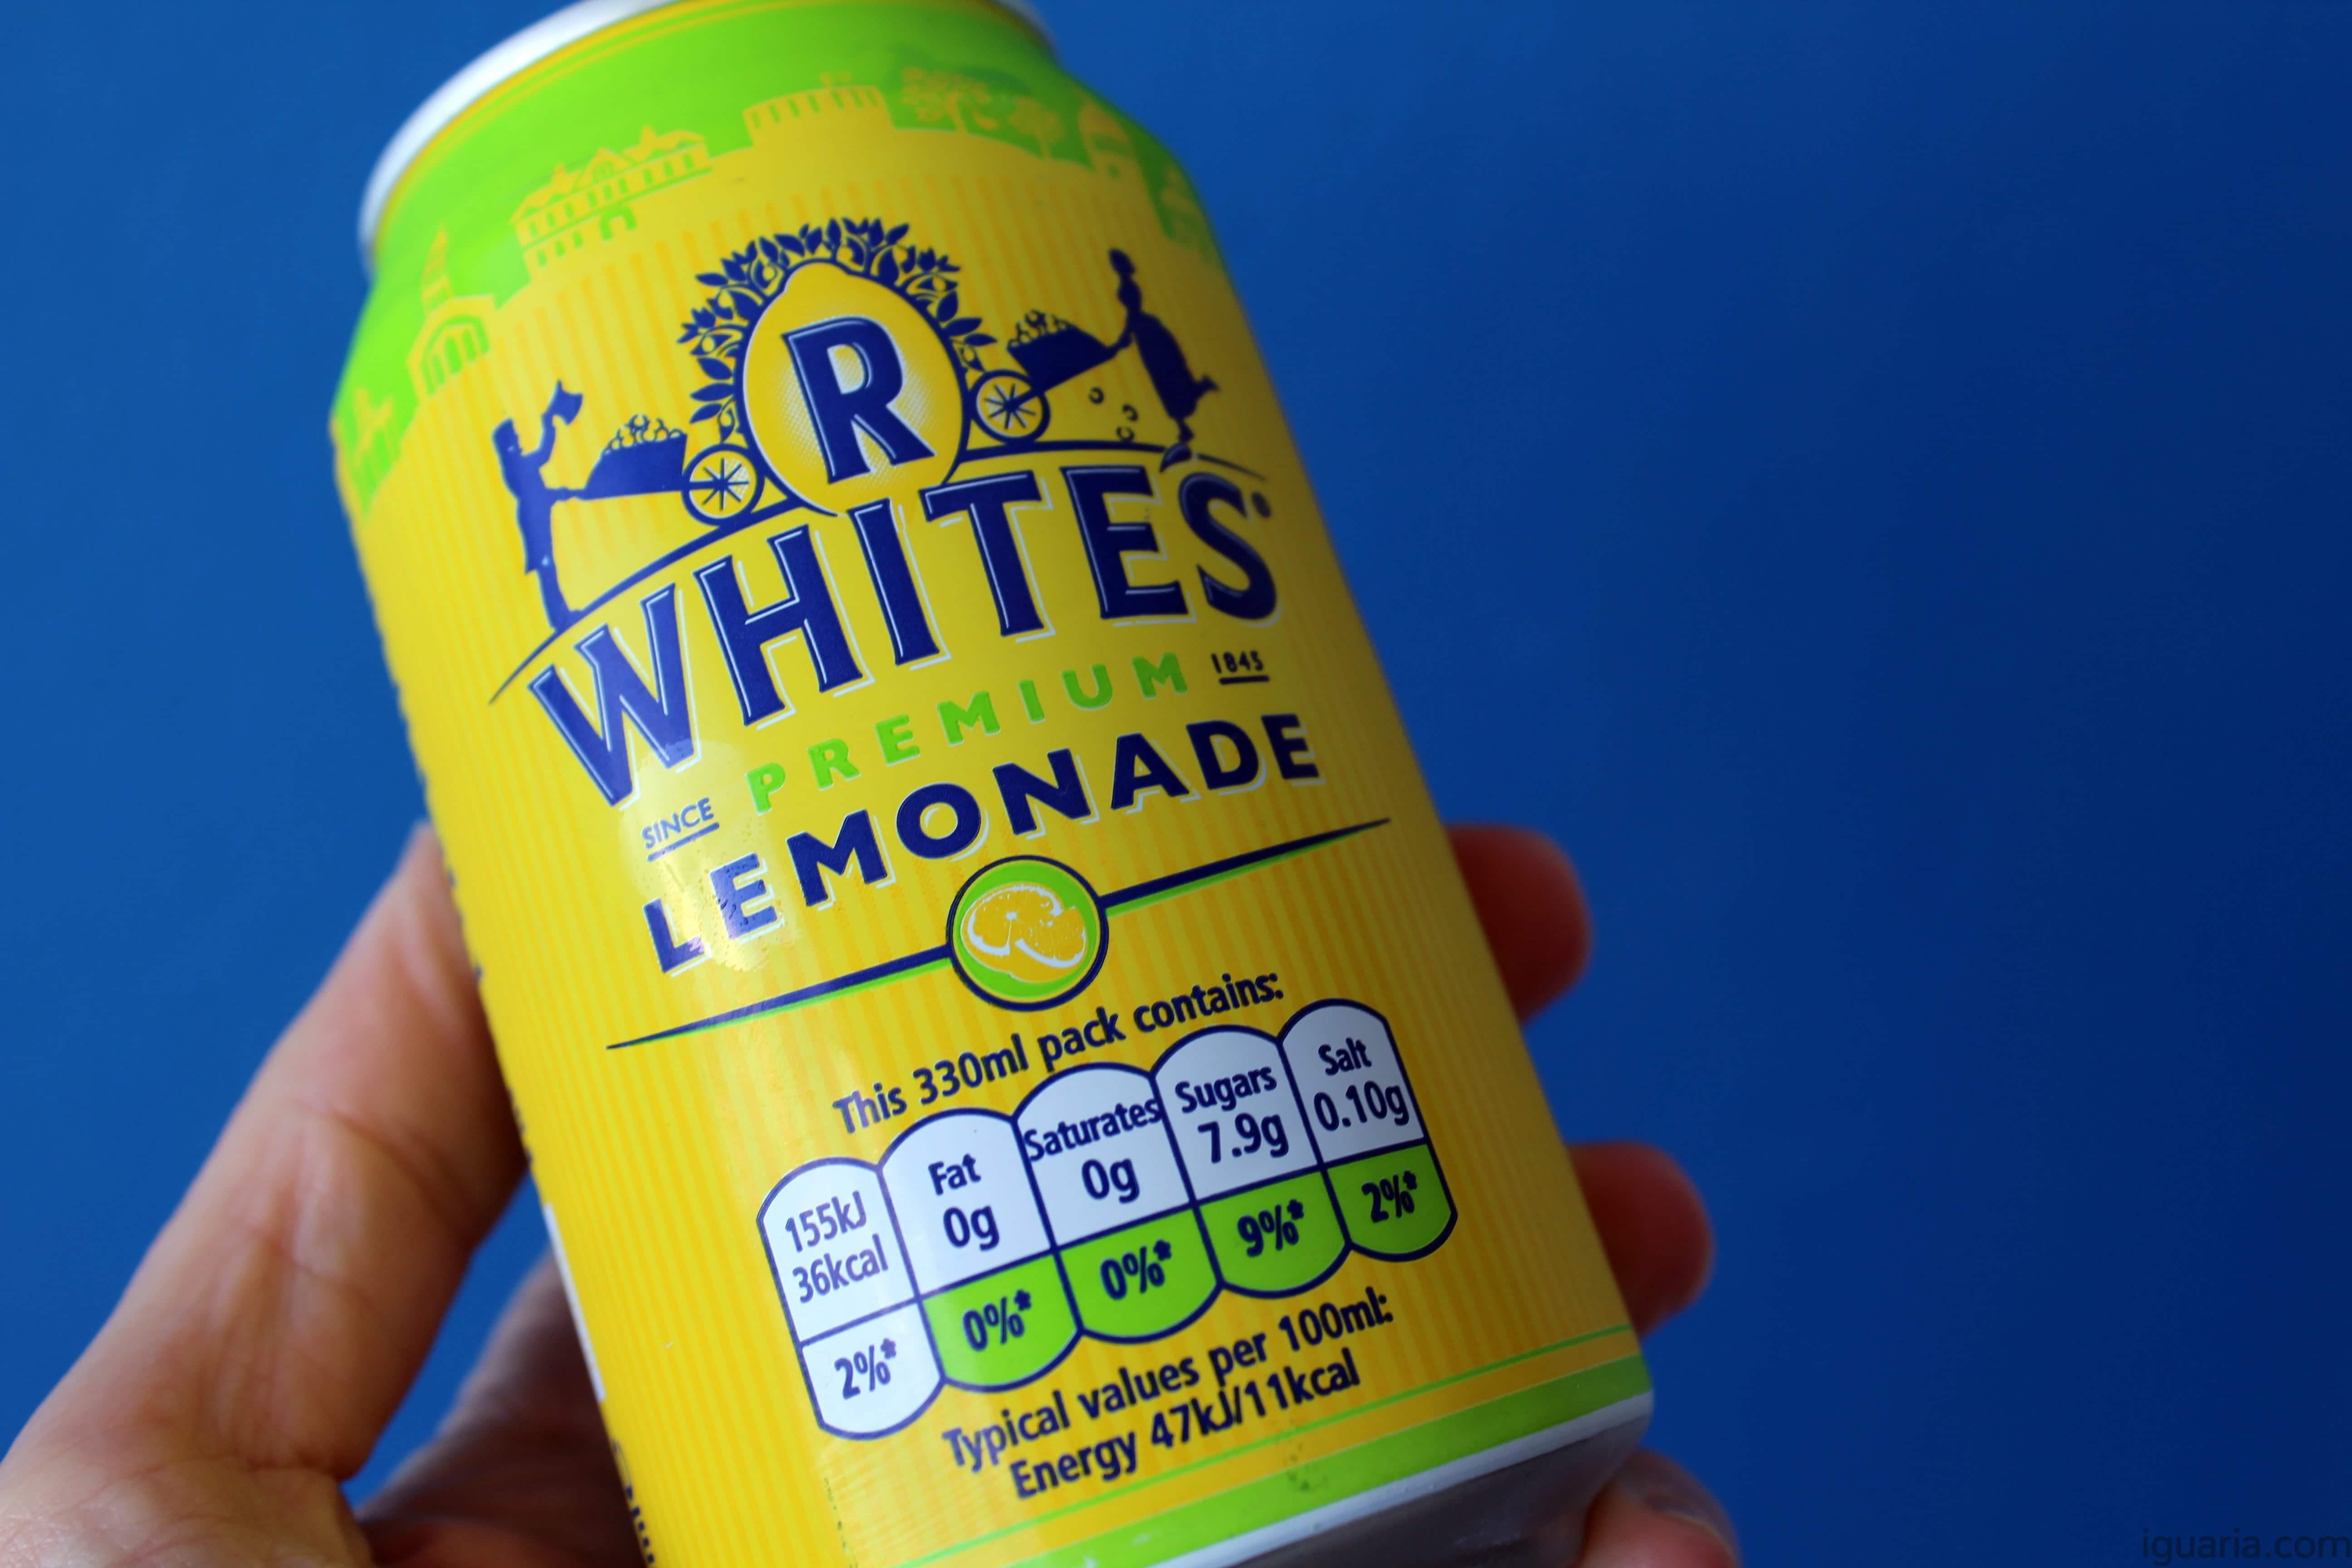 R
WHITE'S
SINCE PREMIUM 1845
LEMONADE
This 330ml pack contains:
155kJ 36kcal 2%*
Fat 0g 0%*
Saturates 0g 0%*
Sugars 7.9g 9%*
Salt 0.10g 2%*
Typical values per 100ml:
Energy 47kJ/11kcal
iguaria.com